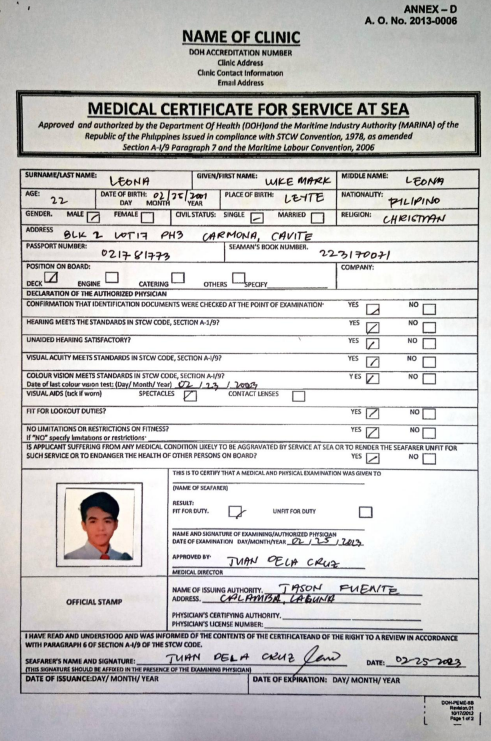 ANNEX – D
A. O. No. 2013-0006
NAME OF CLINIC
DOH ACCREDITATION NUMBER
Clinic Address
Clinic Contact Information
Email Address
MEDICAL CERTIFICATE FOR SERVICE AT SEA
Approved and authorized by the Department Of Health (DOH)and the Maritime Industry Authority (MARINA) of the
Republic of the Philippines issued in compliance with STCW Convention, 1978, as amended
Section A-I/9 Paragraph 7 and the Maritime Labour Convention, 2006
SURNAME/LAST NAME: LEONA GIVEN/FIRST NAME: LUKE MARK MIDDLE NAME: LEONA
AGE: 22 DATE OF BIRTH: 02/25/2001 PLACE OF BIRTH: LEYTE NATIONALITY: PILIPINO
DAY MONTH YEAR
GENDER. MALE FEMALE CIVIL STATUS: SINGLE MARRIED RELIGION: CHRISTIAN
ADDRESS BLK 2 LOT 17 PH3 CARMONA, CAVITE
PASSPORT NUMBER: 021781773 SEAMAN'S BOOK NUMBER. 223170071
POSITION ON BOARD: COMPANY:
DECK ENGINE CATERING OTHERS SPECIFY
DECLARATION OF THE AUTHORIZED PHYSICIAN
CONFIRMATION THAT IDENTIFICATION DOCUMENTS WERE CHECKED AT THE POINT OF EXAMINATION· YES NO
HEARING MEETS THE STANDARDS IN STCW CODE, SECTION A-1/9? YES NO
UNAIDED HEARING SATISFACTORY? YES NO
VISUAL ACUITY MEETS STANDARDS IN STCW CODE, SECTION A-I/9? YES NO
COLOUR VISION MEETS STANDARDS IN STCW CODE, SECTION A-I/9? YES NO
Date of last colour vision test: (Day/ Month/ Year) 02 / 23 / 2023
VISUAL AIDS (tick if worn) SPECTACLES CONTACT LENSES
FIT FOR LOOKOUT DUTIES? YES NO
NO LIMITATIONS OR RESTRICTIONS ON FITNESS? YES NO
If "NO" specify limitations or restrictions·
IS APPLICANT SUFFERING FROM ANY MEDICAL CONDITION LIKELY TO BE AGGRAVATED BY SERVICE AT SEA OR TO RENDER THE SEAFARER UNFIT FOR
SUCH SERVICE OR TO ENDANGER THE HEALTH OF OTHER PERSONS ON BOARD? YES NO
THIS IS TO CERTIFY THAT A MEDICAL AND PHYSICAL EXAMINATION WAS GIVEN TO
(NAME OF SEAFARER)
RESULT:
FIT FOR DUTY. UNFIT FOR DUTY
NAME AND SIGNATURE OF EXAMINING/AUTHORIZED PHYSICIAN
DATE OF EXAMINATION DAY/MONTH/YEAR 02 / 25 / 2023
APPROVED BY· JUAN DELA CRUZ
MEDICAL DIRECTOR
OFFICIAL STAMP
NAME OF ISSUING AUTHORITY. JASON FUENTE
ADDRESS. CALAMBA, LAGUNA
PHYSICIAN'S CERTIFYING AUTHORITY.
PHYSICIAN'S LICENSE NUMBER:
I HAVE READ AND UNDERSTOOD AND WAS INFORMED OF THE CONTENTS OF THE CERTIFICATEAND OF THE RIGHT TO A REVIEW IN ACCORDANCE
WITH PARAGRAPH 6 OF SECTION A-I/9 OF THE STCW CODE.
SEAFARER'S NAME AND SIGNATURE: JUAN DELA CRUZ DATE: 02-25-2023
(THIS SIGNATURE SHOULD BE AFFIXED IN THE PRESENCE OF THE EXAMINING PHYSICIAN)
DATE OF ISSUANCE:DAY/ MONTH/ YEAR DATE OF EXPIRATION: DAY/ MONTH/ YEAR
DOH-PEME-SB
Revision:01
10/17/2013
Page 1 of 2